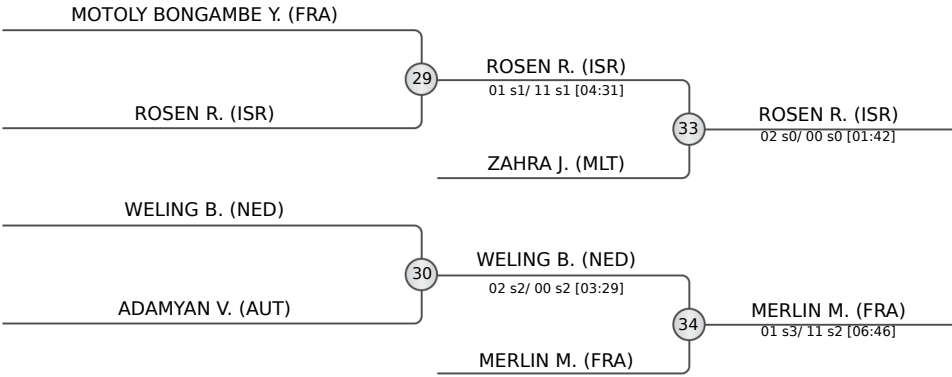 MOTOLY BONGAMBE Y. (FRA)
29
ROSEN R. (ISR)
ROSEN R. (ISR)
01 s1/ 11 s1 [04:31]
33
ROSEN R. (ISR)
02 s0/ 00 s0 [01:42]
ZAHRA J. (MLT)
WELING B. (NED)
30
ADAMYAN V. (AUT)
WELING B. (NED)
02 s2/ 00 s2 [03:29]
34
MERLIN M. (FRA)
01 s3/ 11 s2 [06:46]
MERLIN M. (FRA)